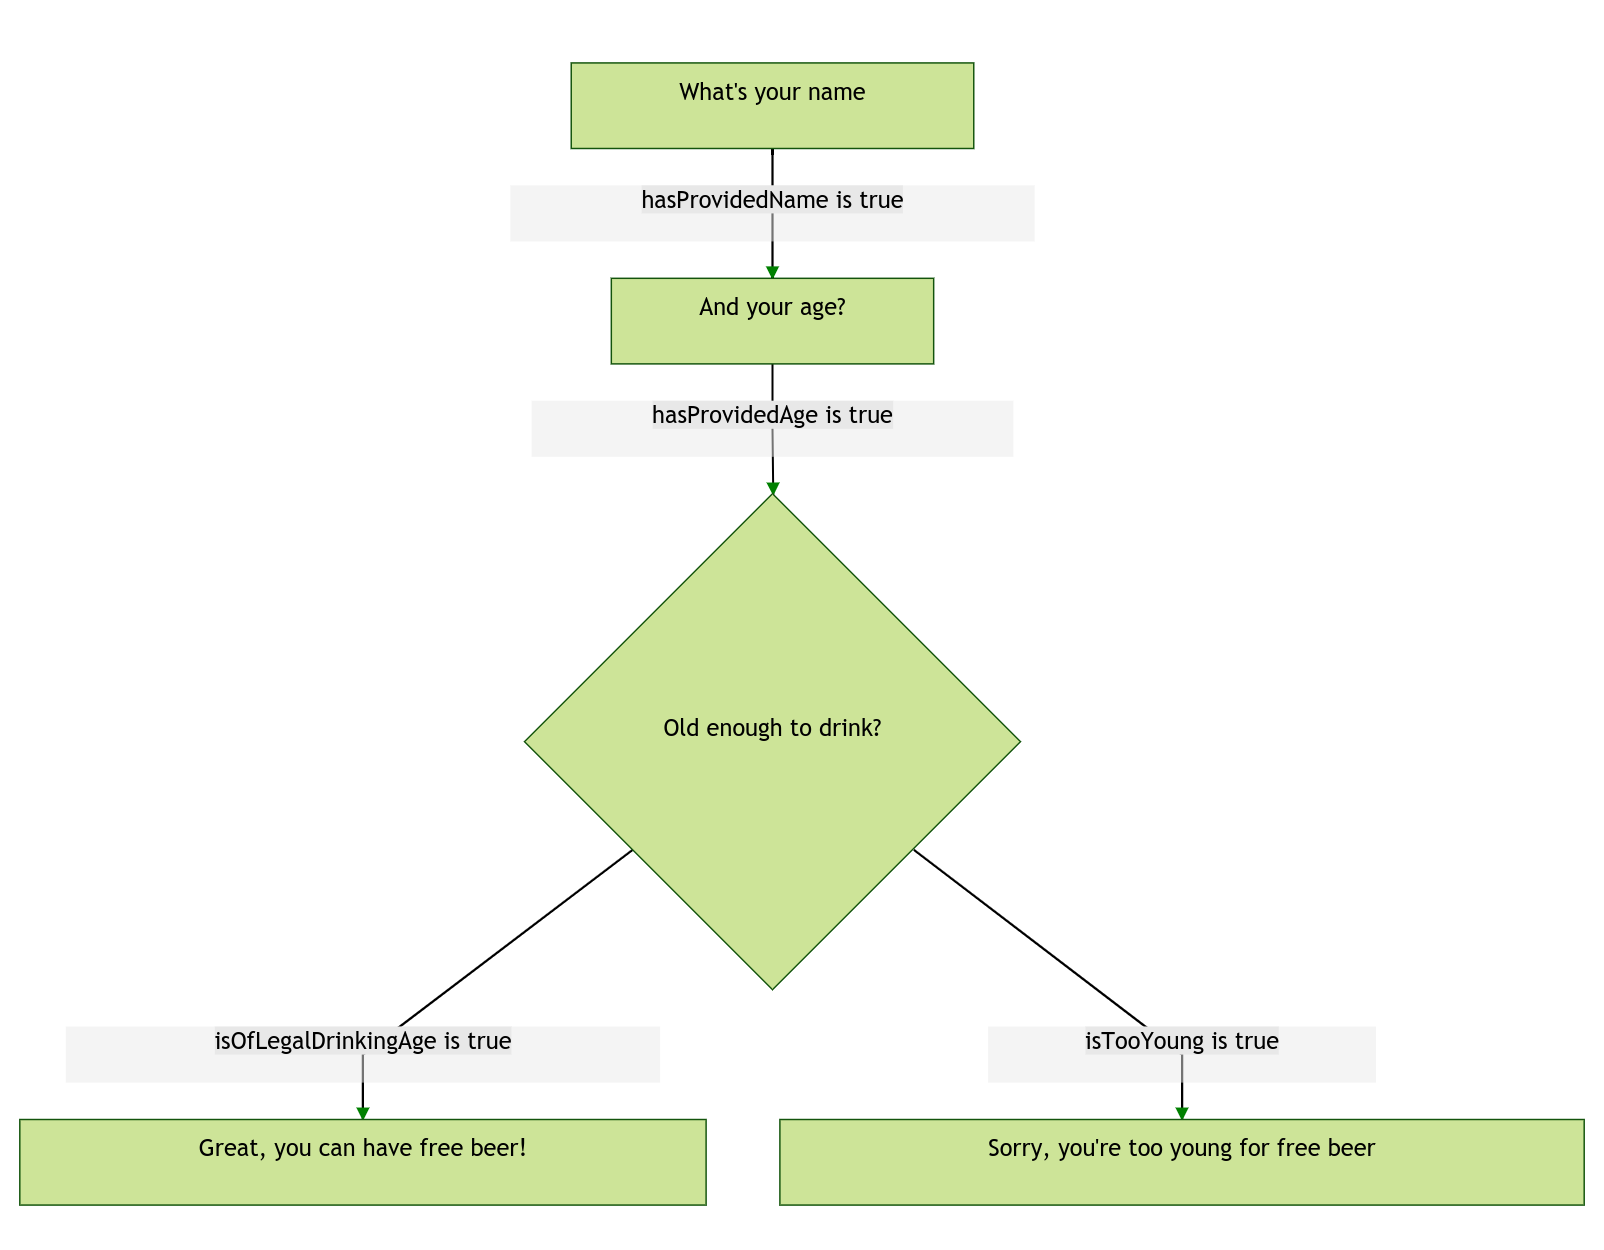 What's your name
hasProvidedName is true
And your age?
hasProvidedAge is true
Old enough to drink?
isOfLegalDrinkingAge is true
isTooYoung is true
Great, you can have free beer!
Sorry, you're too young for free beer